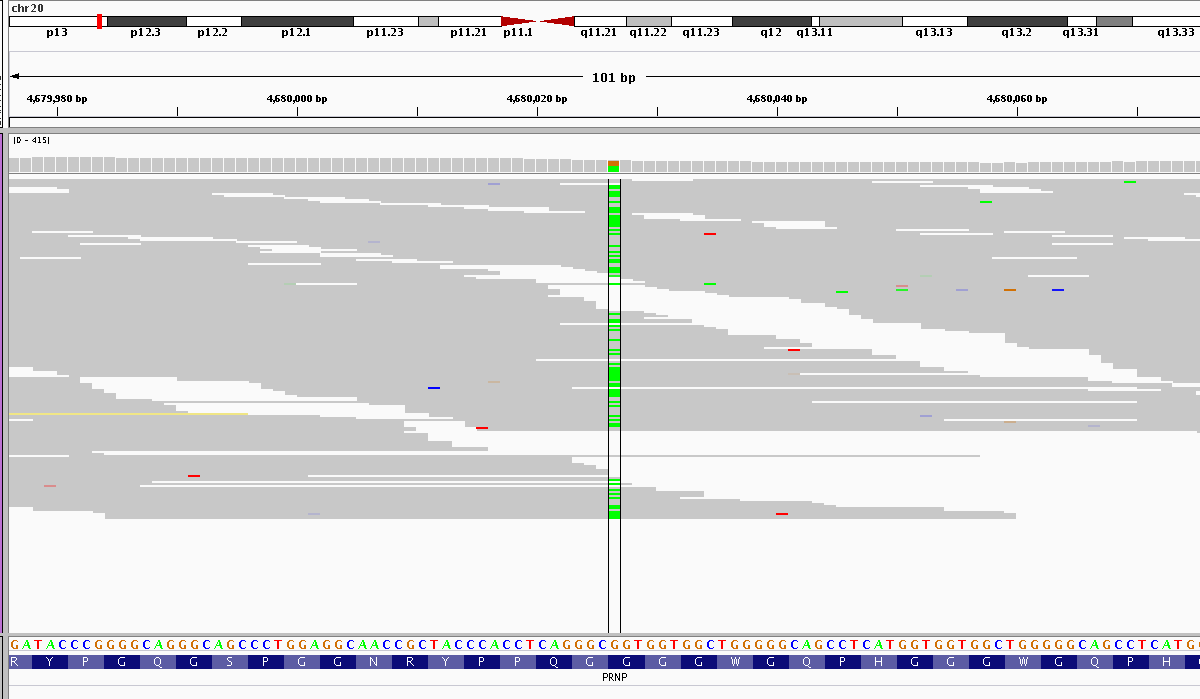 chr20
p13 p12.3 p12.2 p12.1 p11.23 p11.21 p11.1 q11.21 q11.22 q11.23 q12 q13.11 q13.13 q13.2 q13.31 q13.33
101 bp
4,679,980 bp 4,680,000 bp 4,680,020 bp 4,680,040 bp 4,680,060 bp
[0 - 415]
GATACCCGGGGCAGGGCAGCCCTGGAGGCAACCGCTACCCACCTCAGGGCGGTGGTGGCTGGGGGCAGCCTCATGGTGGTGGCTGGGGGCAGCCTCATG
R Y P G Q G S P G G N R Y P P Q G G G G W G Q P H G G G W G Q P H
PRNP